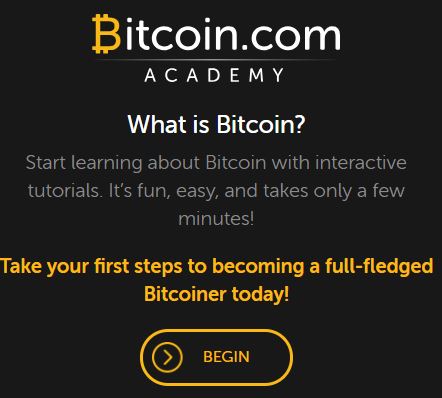 Bitcoin.com
ACADEMY
What is Bitcoin?
Start learning about Bitcoin with interactive
tutorials. It's fun, easy, and takes only a few
minutes!
Take your first steps to becoming a full-fledged
Bitcoiner today!
BEGIN